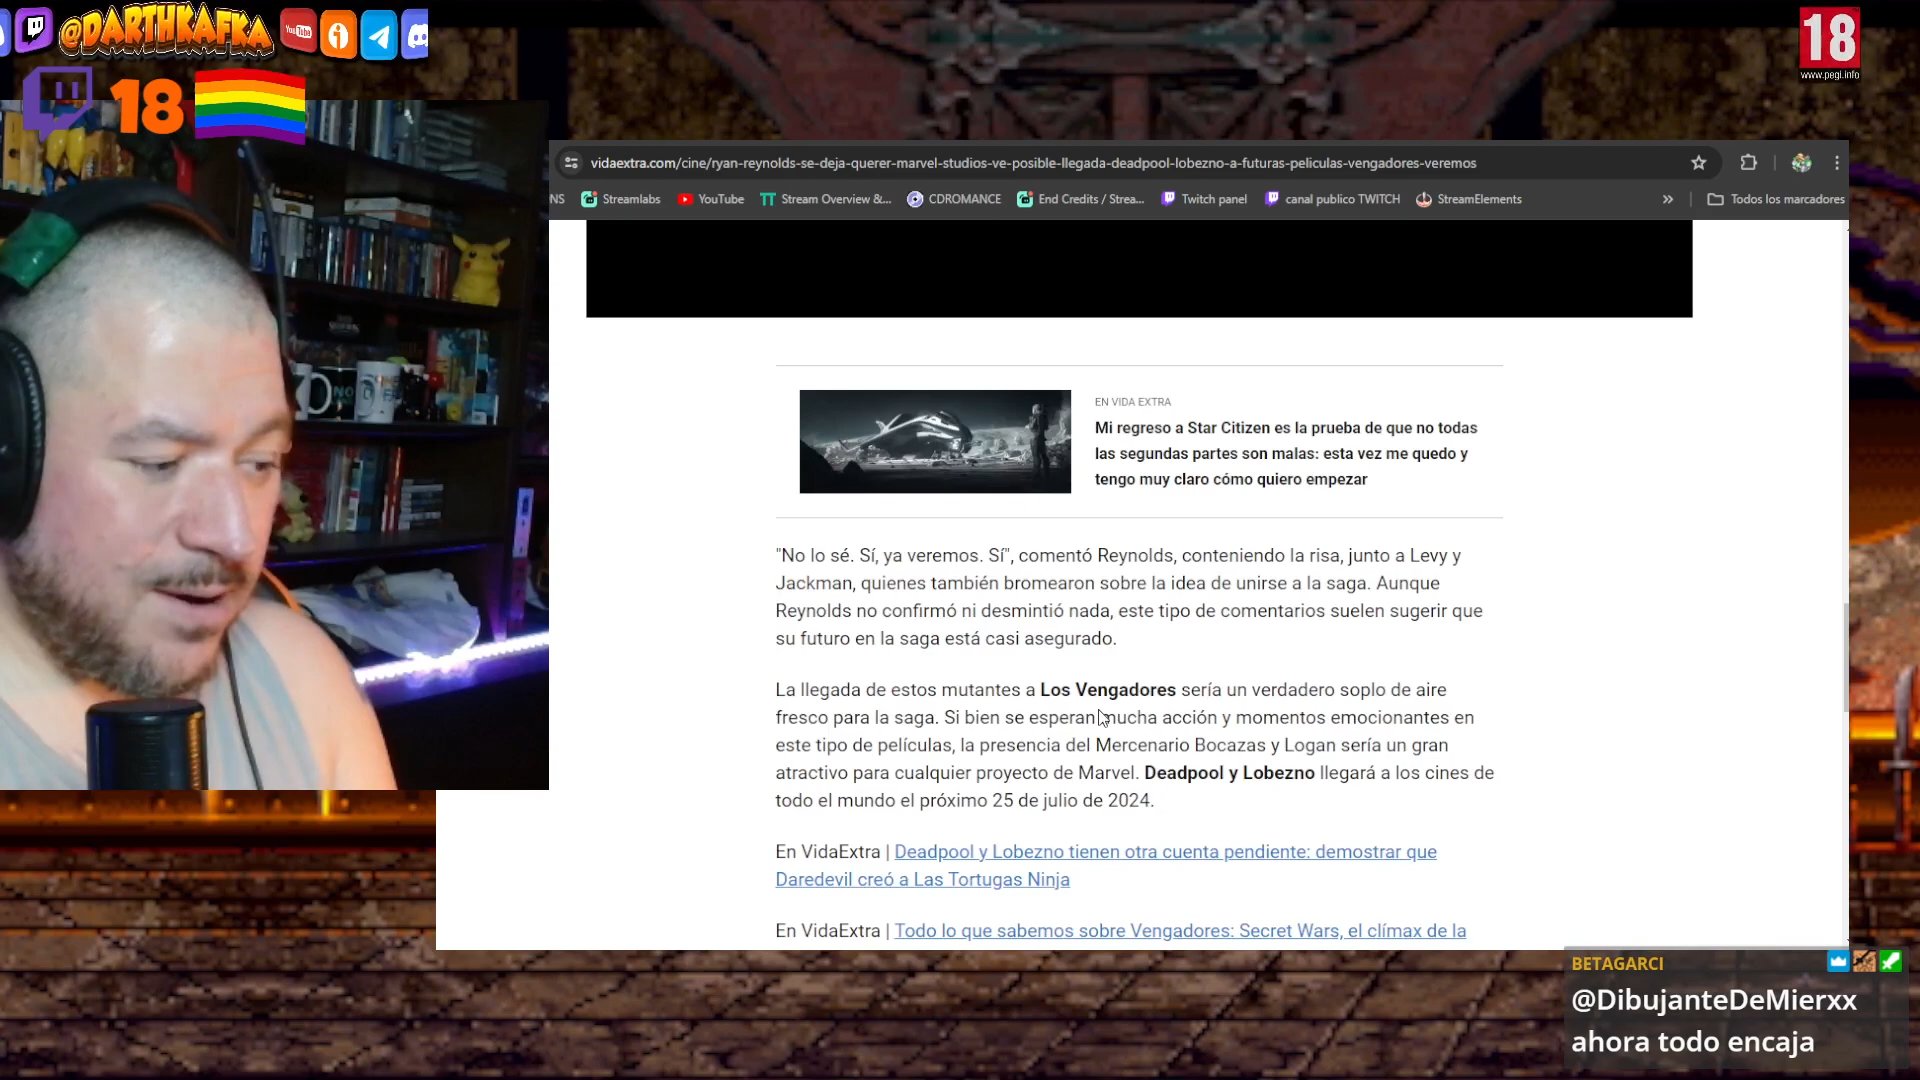 @DARTHKAFKA
18
18
www.pegi.info
vidaextra.com/cine/ryan-reynolds-se-deja-querer-marvel-studios-ve-posible-llegada-deadpool-lobezno-a-futuras-peliculas-vengadores-veremos
NS Streamlabs YouTube Stream Overview &... CDROMANCE End Credits / Strea... Twitch panel canal publico TWITCH StreamElements » Todos los marcadores
EN VIDA EXTRA
Mi regreso a Star Citizen es la prueba de que no todas
las segundas partes son malas: esta vez me quedo y
tengo muy claro cómo quiero empezar
"No lo sé. Sí, ya veremos. Sí", comentó Reynolds, conteniendo la risa, junto a Levy y
Jackman, quienes también bromearon sobre la idea de unirse a la saga. Aunque
Reynolds no confirmó ni desmintió nada, este tipo de comentarios suelen sugerir que
su futuro en la saga está casi asegurado.
La llegada de estos mutantes a Los Vengadores sería un verdadero soplo de aire
fresco para la saga. Si bien se esperan mucha acción y momentos emocionantes en
este tipo de películas, la presencia del Mercenario Bocazas y Logan sería un gran
atractivo para cualquier proyecto de Marvel. Deadpool y Lobezno llegará a los cines de
todo el mundo el próximo 25 de julio de 2024.
En VidaExtra | Deadpool y Lobezno tienen otra cuenta pendiente: demostrar que
Daredevil creó a Las Tortugas Ninja
En VidaExtra | Todo lo que sabemos sobre Vengadores: Secret Wars, el clímax de la
BETAGARCI
@DibujanteDeMierxx
ahora todo encaja